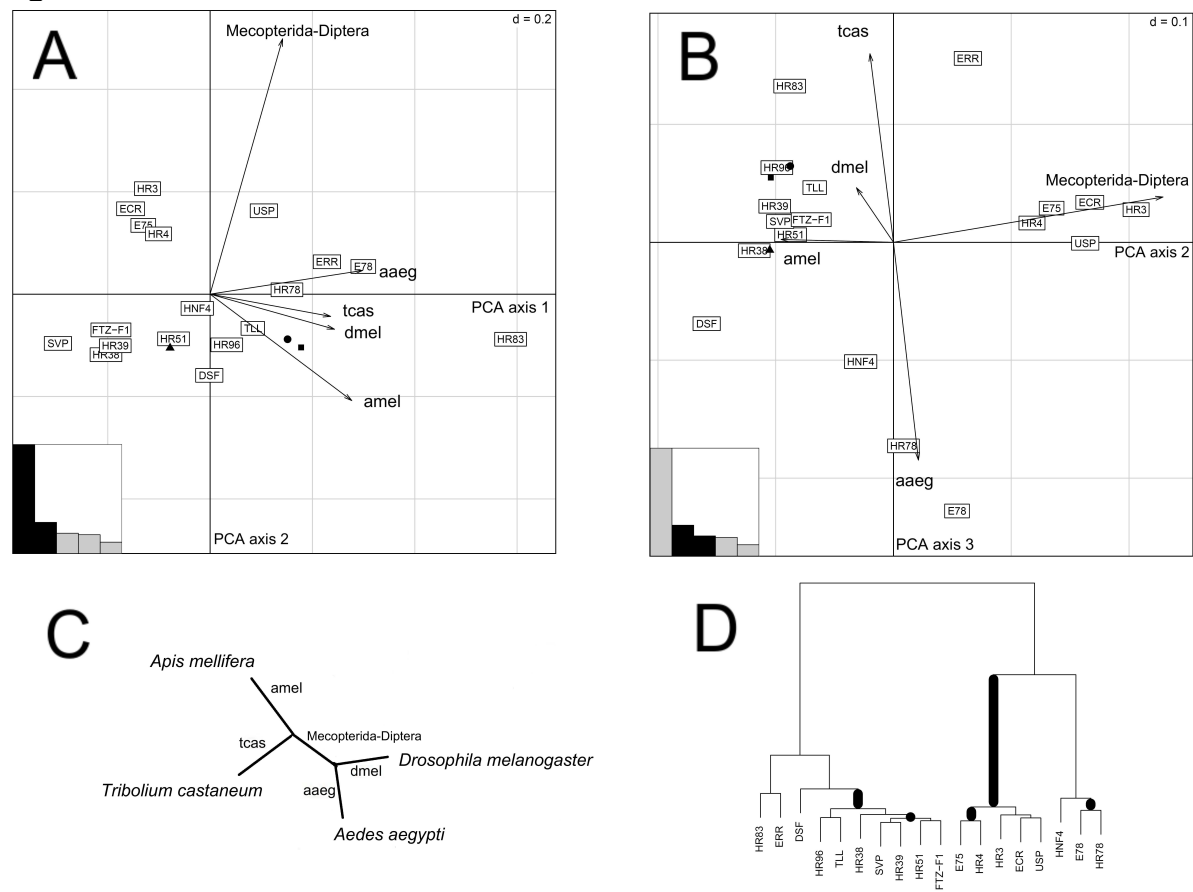 A
d = 0.2
Mecopterida-Diptera
HR3
ECR
USP
E75
HR4
ERR
E78
aaeg
HR78
PCA axis 1
HNF4
tcas
FTZ-F1
TLL
dmel
SVP
HR51
HR39
HR96
HR83
HR38
DSF
amel
PCA axis 2
B
d = 0.1
tcas
ERR
HR83
HR96
dmel
TLL
Mecopterida-Diptera
HR39
E75
ECR
HR3
SVP
FTZ-F1
HR4
HR51
HR38
USP
amel
PCA axis 2
DSF
HNF4
HR78
aaeg
E78
PCA axis 3
C
Apis mellifera
amel
tcas
Mecopterida-Diptera
dmel
Drosophila melanogaster
Tribolium castaneum
aaeg
Aedes aegypti
D
HR83
ERR
DSF
HR96
TLL
HR38
SVP
HR39
HR51
FTZ-F1
E75
HR4
HR3
ECR
USP
HNF4
E78
HR78